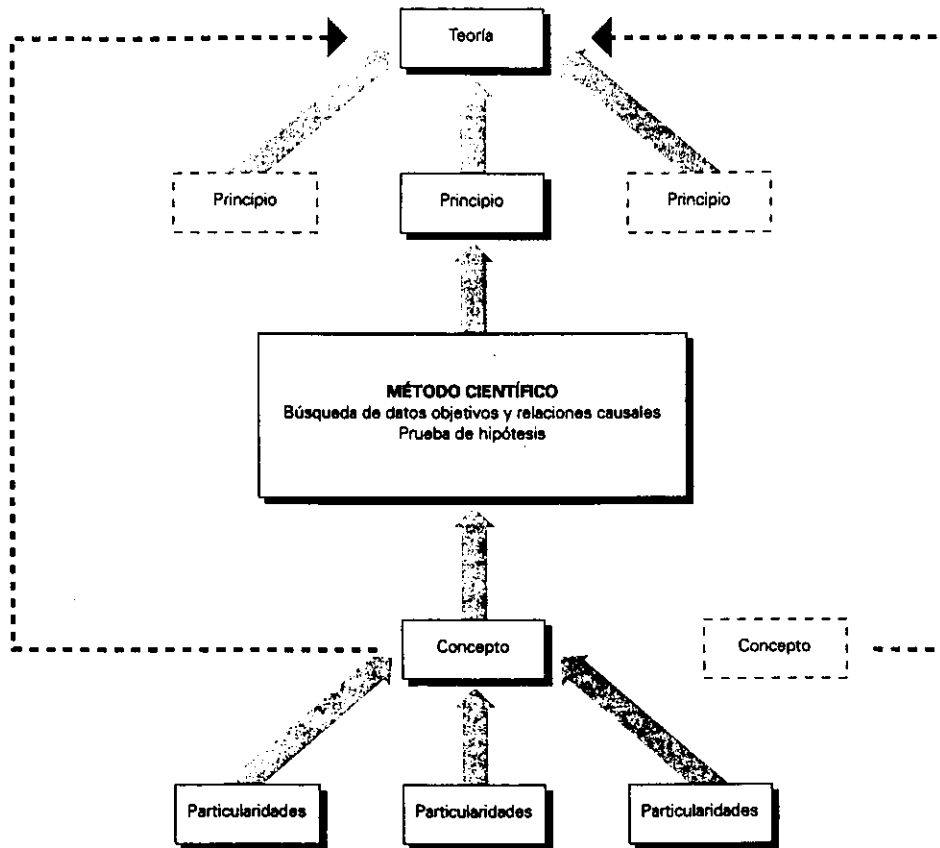 Teoría
Principio
Principio
Principio
MÉTODO CIENTÍFICO
Búsqueda de datos objetivos y relaciones causales
Prueba de hipótesis
Concepto
Concepto
Particularidades
Particularidades
Particularidades